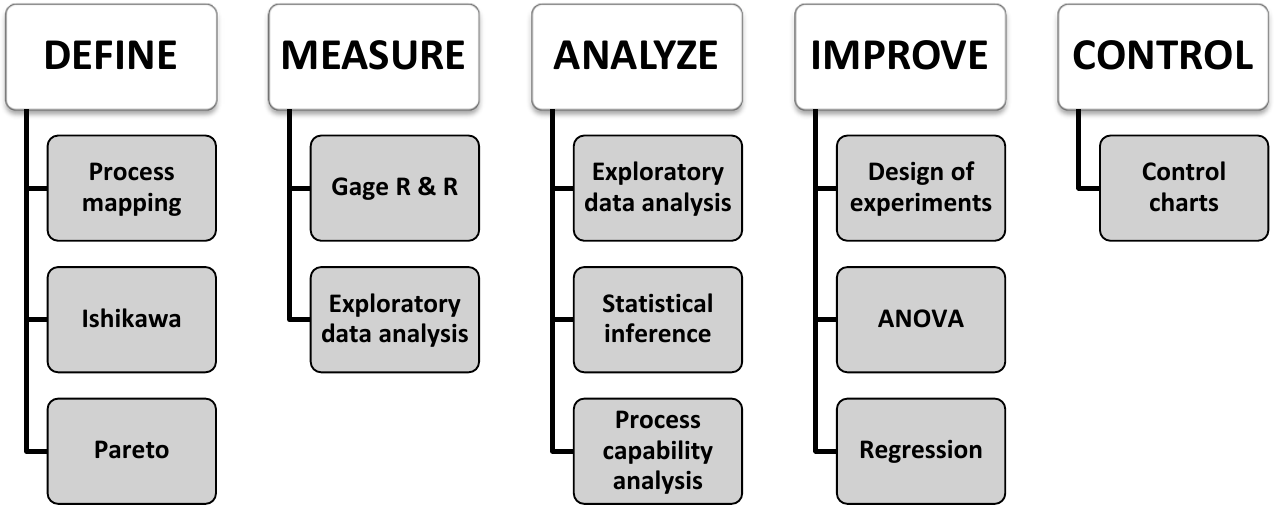 DEFINE
Process
mapping
Ishikawa
Pareto
MEASURE
Gage R & R
Exploratory
data analysis
ANALYZE
Exploratory
data analysis
Statistical
inference
Process
capability
analysis
IMPROVE
Design of
experiments
ANOVA
Regression
CONTROL
Control
charts